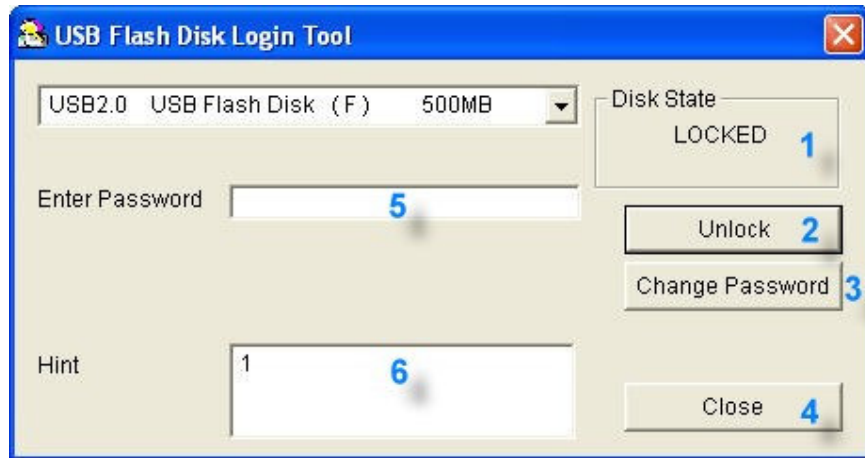 USB Flash Disk Login Tool
USB2.0 USB Flash Disk (F) 500MB
Disk State
LOCKED 1
Enter Password 5
Unlock 2
Change Password 3
Hint 1 6
Close 4